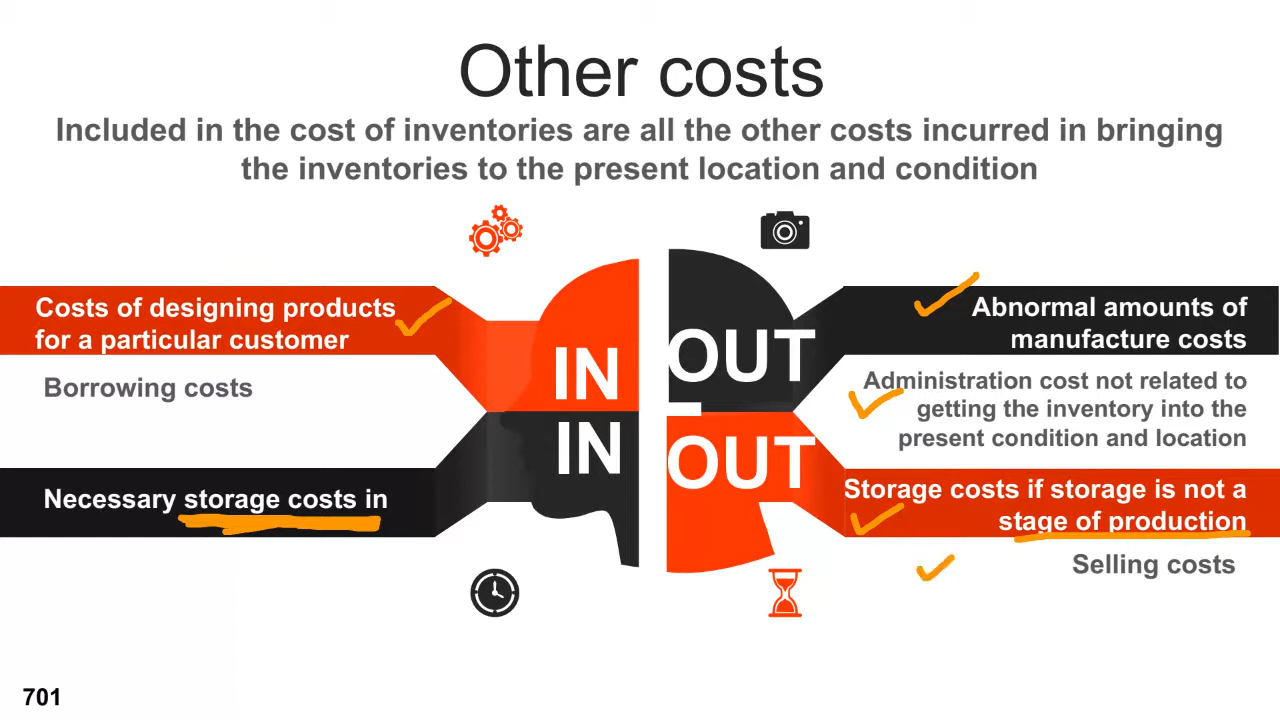 Other costs
Included in the cost of inventories are all the other costs incurred in bringing
the inventories to the present location and condition
Costs of designing products
for a particular customer
Borrowing costs
Necessary storage costs in
IN
IN
OUT
OUT
Abnormal amounts of
manufacture costs
Administration cost not related to
getting the inventory into the
present condition and location
Storage costs if storage is not a
stage of production
Selling costs
701